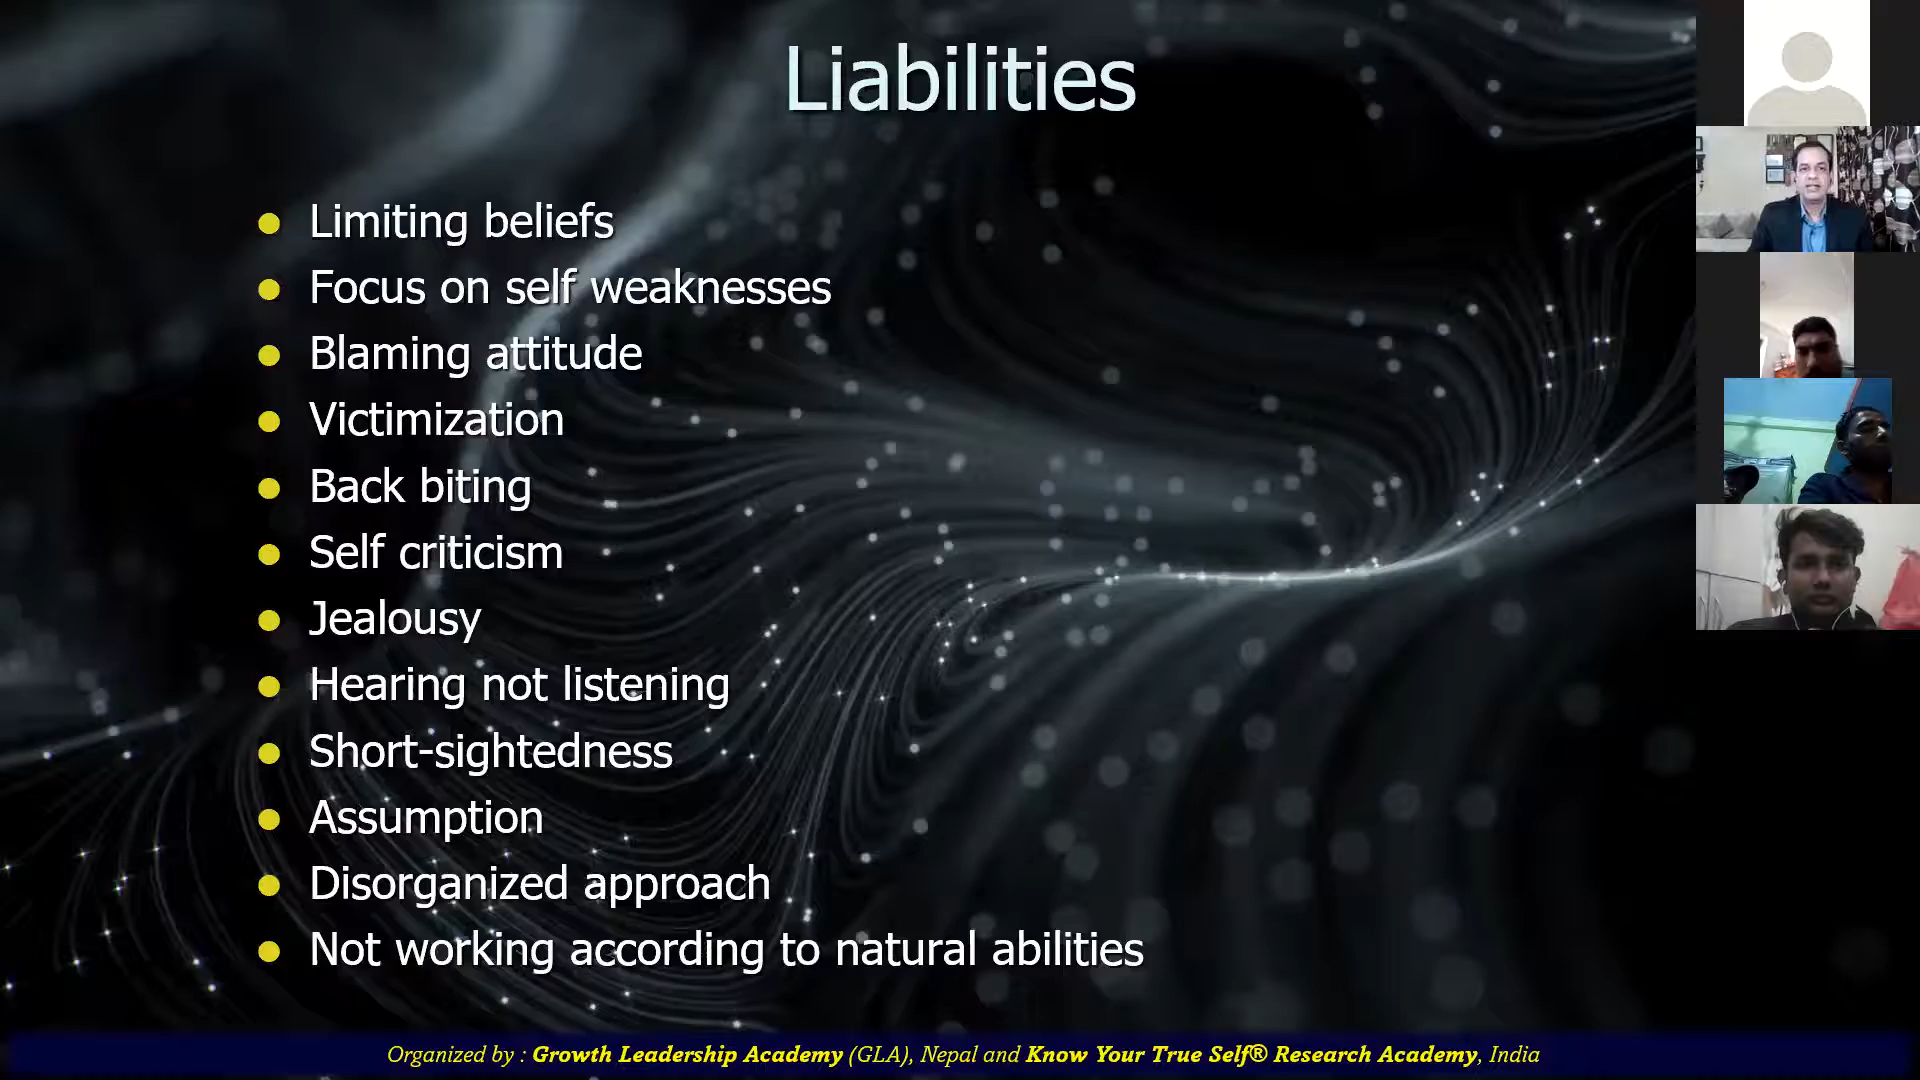 Liabilities
Limiting beliefs
Focus on self weaknesses
Blaming attitude
Victimization
Back biting
Self criticism
Jealousy
Hearing not listening
Short-sightedness
Assumption
Disorganized approach
Not working according to natural abilities
Organized by : Growth Leadership Academy (GLA), Nepal and Know Your True Self® Research Academy, India